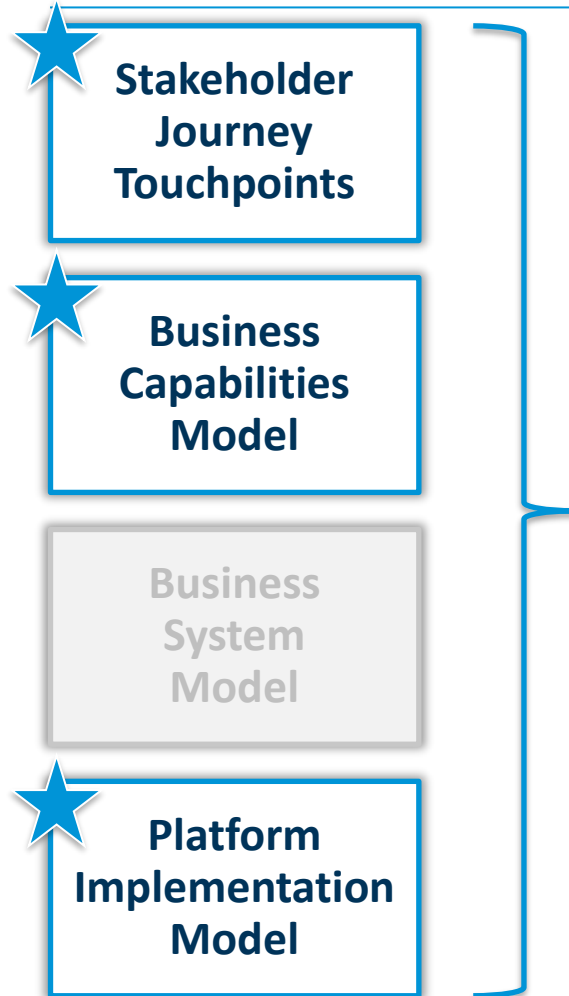 Stakeholder
Journey
Touchpoints
Business
Capabilities
Model
Business
System
Model
Platform
Implementation
Model